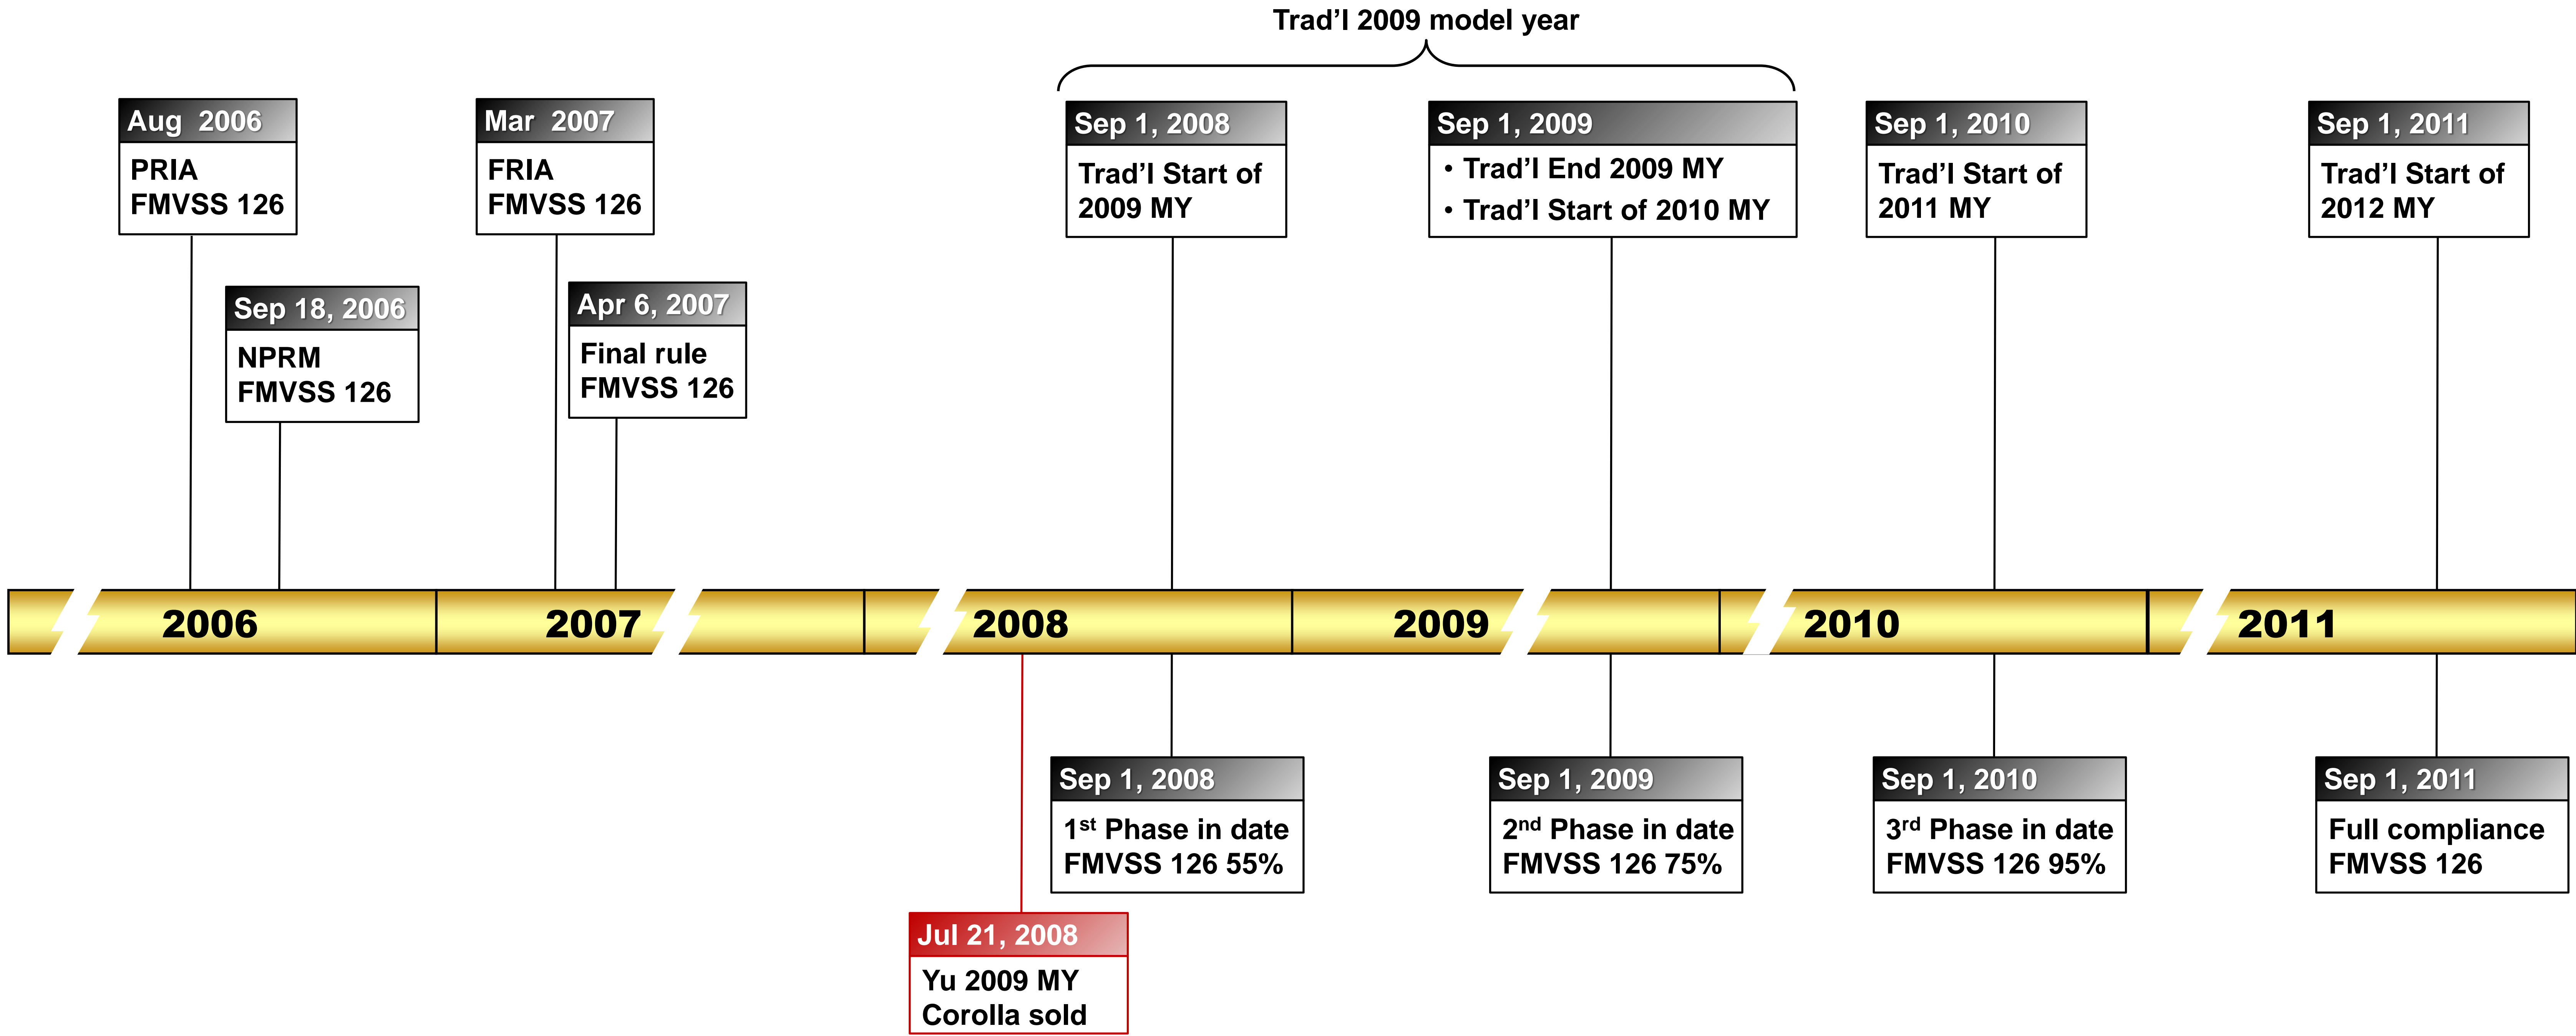 Trad’l 2009 model year
Aug 2006
PRIA
FMVSS 126
Sep 18, 2006
NPRM
FMVSS 126
Mar 2007
FRIA
FMVSS 126
Apr 6, 2007
Final rule
FMVSS 126
Sep 1, 2008
Trad’l Start of
2009 MY
Sep 1, 2009
• Trad’l End 2009 MY
• Trad’l Start of 2010 MY
Sep 1, 2010
Trad’l Start of
2011 MY
Sep 1, 2011
Trad’l Start of
2012 MY
2006
2007
2008
2009
2010
2011
Jul 21, 2008
Yu 2009 MY
Corolla sold
Sep 1, 2008
1st Phase in date
FMVSS 126 55%
Sep 1, 2009
2nd Phase in date
FMVSS 126 75%
Sep 1, 2010
3rd Phase in date
FMVSS 126 95%
Sep 1, 2011
Full compliance
FMVSS 126